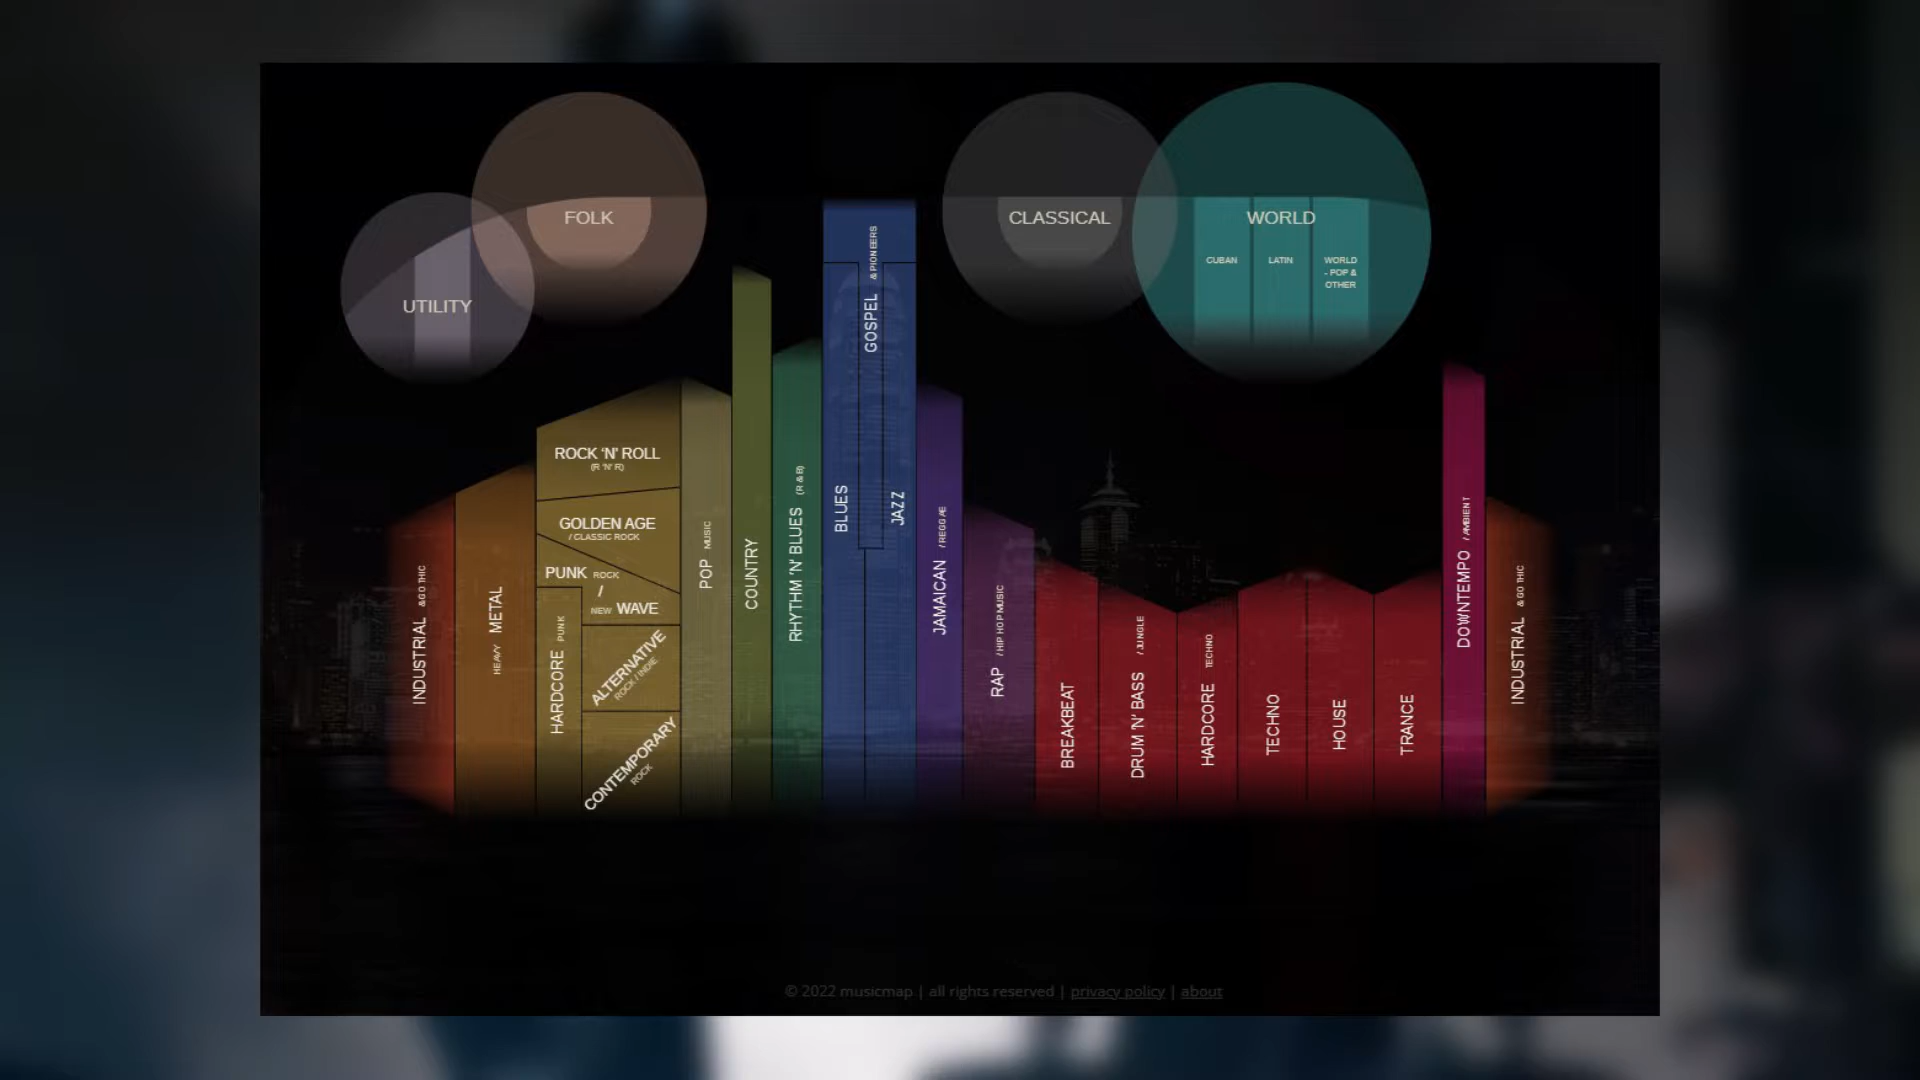 UTILITY
FOLK
CLASSICAL
WORLD
CUBAN
LATIN
WORLD
- POP &
OTHER
INDUSTRIAL & GOTHIC
HEAVY METAL
ROCK ‘N’ ROLL
(R ‘N’ R)
GOLDEN AGE
/ CLASSIC ROCK
PUNK ROCK
/
NEW WAVE
HARDCORE PUNK
ALTERNATIVE
ROCK / INDIE
CONTEMPORARY
ROCK
POP MUSIC
COUNTRY
RHYTHM ‘N’ BLUES (R & B)
BLUES
GOSPEL & PIONEERS
JAZZ
JAMAICAN / REGGAE
RAP / HIP HOP MUSIC
BREAKBEAT
DRUM ‘N’ BASS / JUNGLE
HARDCORE TECHNO
TECHNO
HOUSE
TRANCE
DOWNTEMPO / AMBIENT
INDUSTRIAL & GOTHIC
© 2022 musicmap | all rights reserved | privacy policy | about